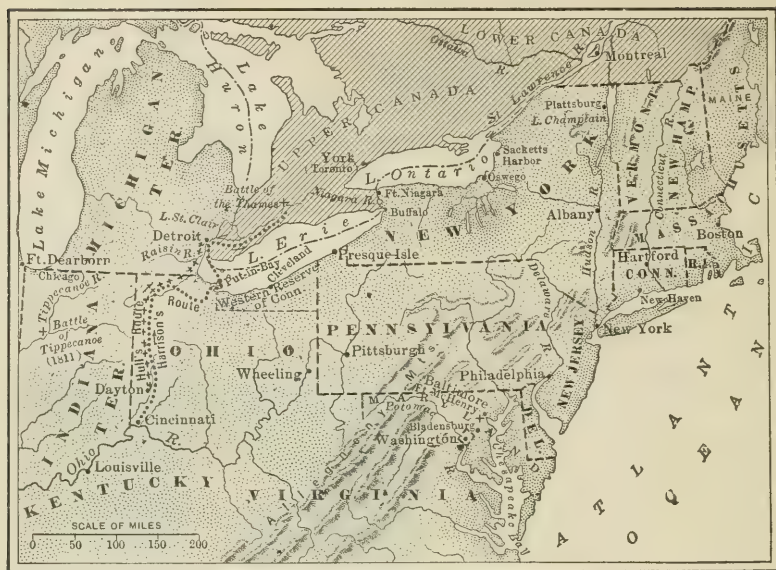 LOWER CANADA
Ottawa R.
Montreal
St. Lawrence R.
UPPER CANADA
Lake Michigan
Lake Huron
MICHIGAN TER.
Plattsburg
L. Champlain
VERMONT
NEW HAMP.
Connecticut R.
MAINE
MASSACHUSETTS
York
(Toronto)
L. Ontario
Sacketts
Harbor
Oswego
Battle of
the Thames
Niagara R.
Ft. Niagara
Buffalo
L. St. Clair
Detroit
Raisin R.
L. Erie
NEW YORK
Albany
Hudson R.
Boston
Hartford
CONN.
R.I.
New Haven
Ft. Dearborn
(Chicago)
Put-in-Bay
Cleveland
Presque-Isle
Western Reserve
of Conn.
Route
Tippecanoe R.
Battle
of
Tippecanoe
(1811)
Hull's Route
Harrison's
INDIANA TER.
OHIO
PENNSYLVANIA
Delaware R.
NEW JERSEY
New York
Pittsburgh
Wheeling
Philadelphia
Dayton
Cincinnati
Ohio R.
Louisville
MARYLAND
Baltimore
Ft. McHenry
Potomac
R.
Bladensburg
Washington
DEL.
Chesapeake Bay
KENTUCKY
VIRGINIA
ATLANTIC
OCEAN
SCALE OF MILES
0 50 100 150 200